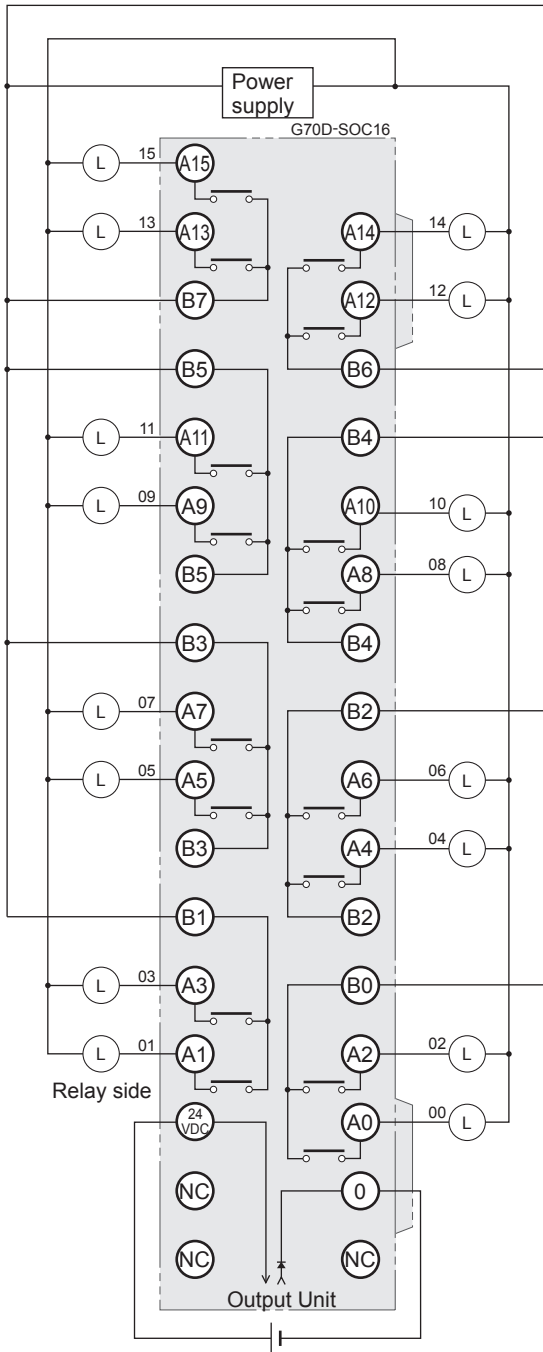 Power
supply
G70D-SOC16
L 15 A15
L 13 A13 A14 14 L
B7 A12 12 L
B5 B6
L 11 A11 B4
L 09 A9 A10 10 L
B5 A8 08 L
B3 B4
L 07 A7 B2
L 05 A5 A6 06 L
B3 A4 04 L
B1 B2
L 03 A3 B0
L 01 A1 A2 02 L
Relay side
24
VDC A0 00 L
NC 0
NC NC
Output Unit